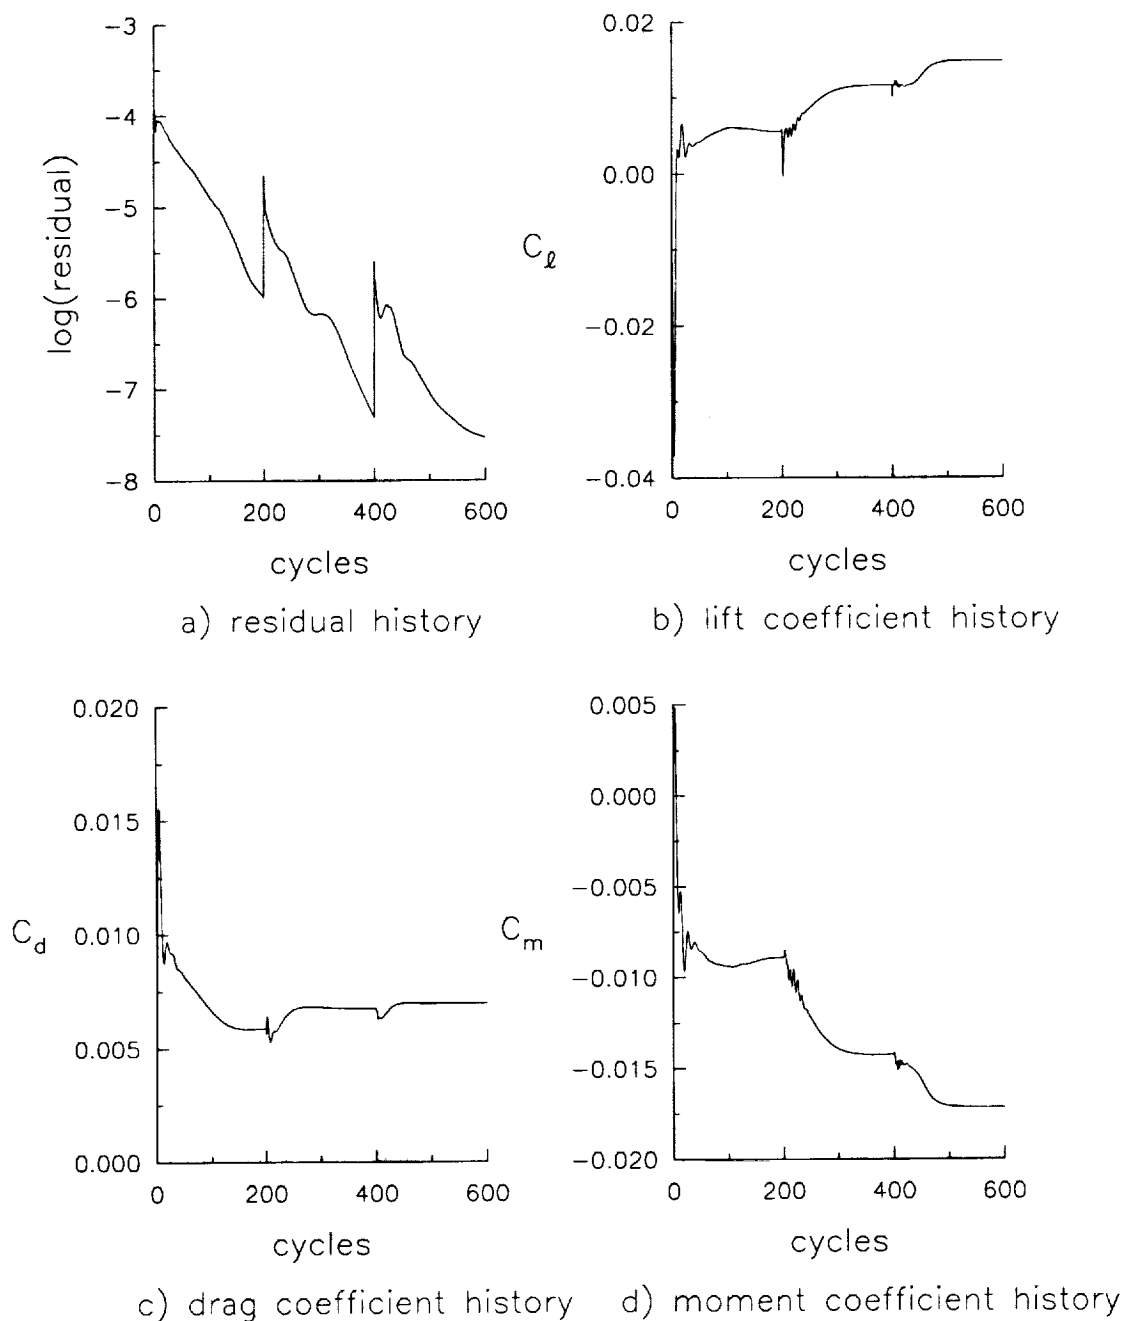 −3
−4
−5
−6
−7
−8
log(residual)
0 200 400 600
cycles
a) residual history
0.02
0.00
−0.02
−0.04
C_ℓ
0 200 400 600
cycles
b) lift coefficient history
0.020
0.015
0.010
0.005
0.000
C_d
0 200 400 600
cycles
c) drag coefficient history
0.005
0.000
−0.005
−0.010
−0.015
−0.020
C_m
0 200 400 600
cycles
d) moment coefficient history